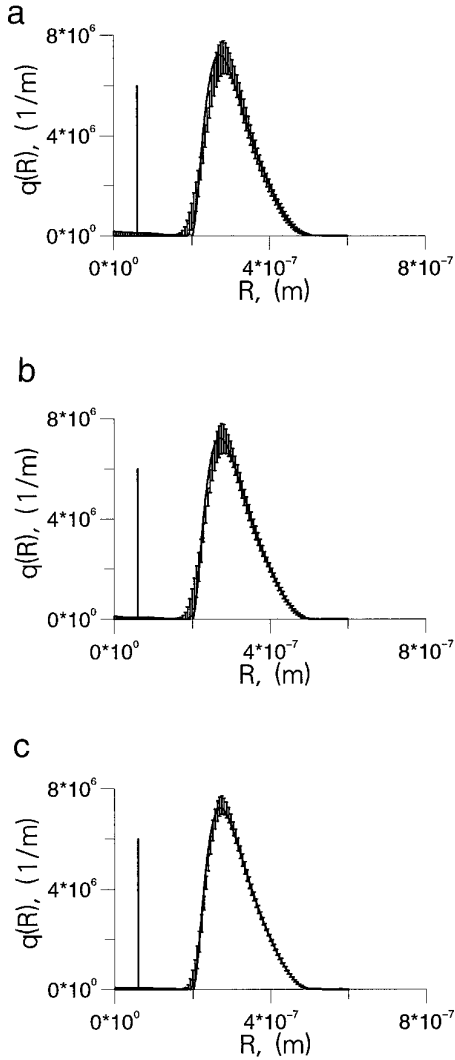 a
8*10⁶
4*10⁶
0*10⁰
q(R), (1/m)
0*10⁰ 4*10⁻⁷ 8*10⁻⁷
R, (m)
b
8*10⁶
4*10⁶
0*10⁰
q(R), (1/m)
0*10⁰ 4*10⁻⁷ 8*10⁻⁷
R, (m)
c
8*10⁶
4*10⁶
0*10⁰
q(R), (1/m)
0*10⁰ 4*10⁻⁷ 8*10⁻⁷
R, (m)